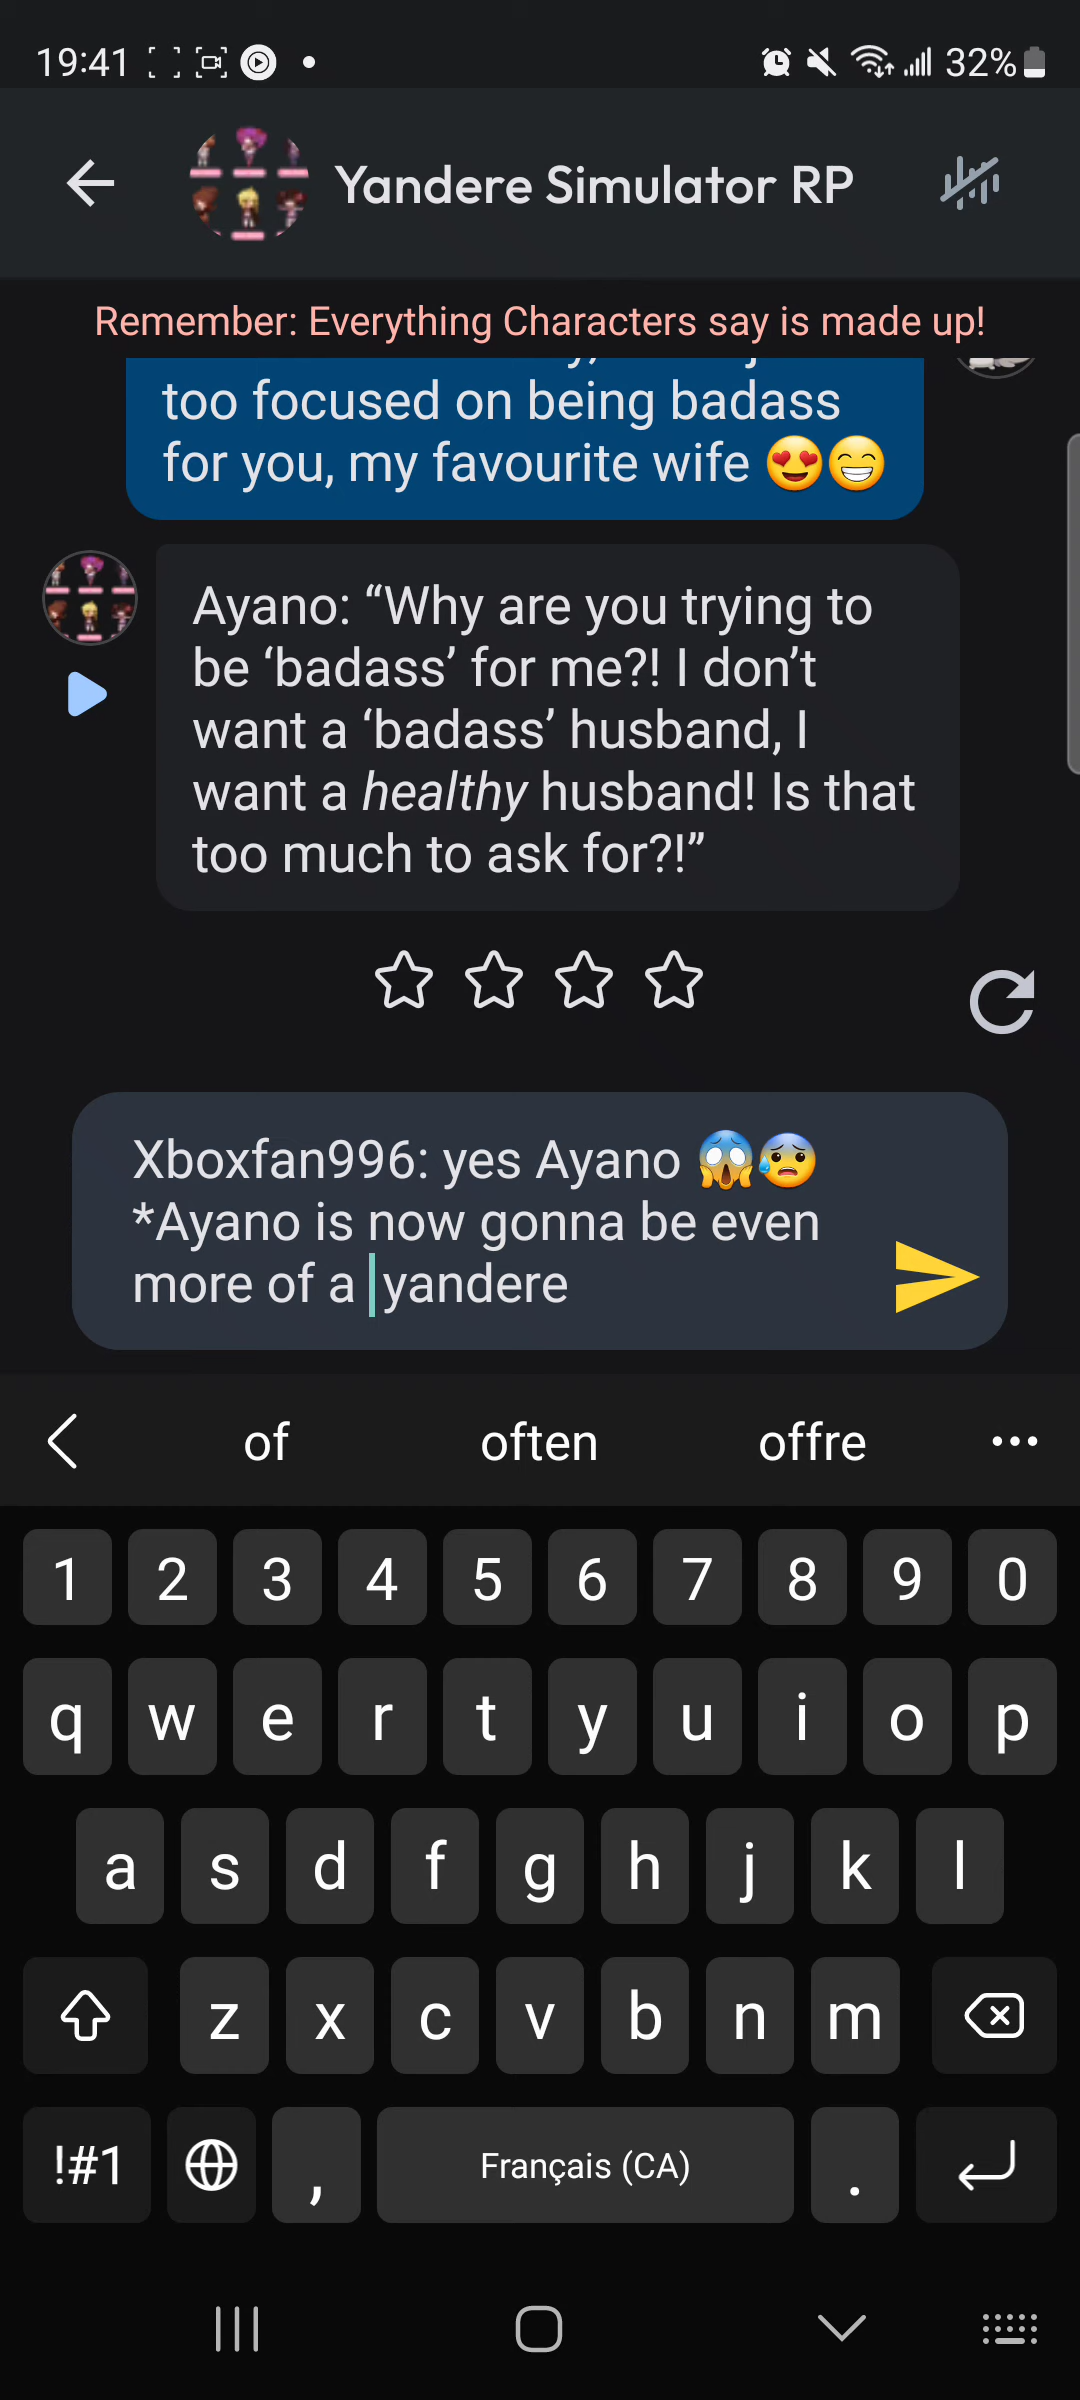 19:41
32%
Yandere Simulator RP
Remember: Everything Characters say is made up!
too focused on being badass
for you, my favourite wife 😍😁
Ayano: “Why are you trying to
be ‘badass’ for me?! I don’t
want a ‘badass’ husband, I
want a healthy husband! Is that
too much to ask for?!”
Xboxfan996: yes Ayano 😱😰
*Ayano is now gonna be even
more of a yandere
of often offre
1 2 3 4 5 6 7 8 9 0
q w e r t y u i o p
a s d f g h j k l
z x c v b n m
!#1 , Français (CA) .